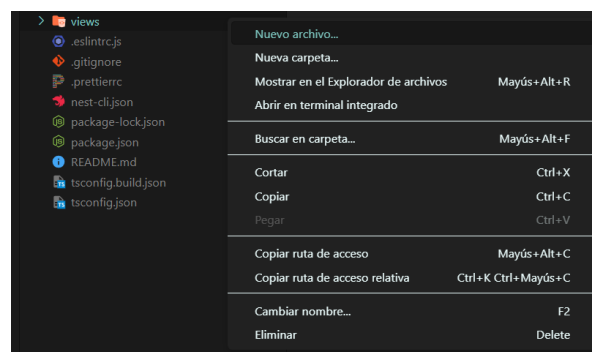 views
.eslintrc.js
.gitignore
.prettierrc
nest-cli.json
package-lock.json
package.json
README.md
tsconfig.build.json
tsconfig.json
Nuevo archivo...
Nueva carpeta...
Mostrar en el Explorador de archivos Mayús+Alt+R
Abrir en terminal integrado
Buscar en carpeta... Mayús+Alt+F
Cortar Ctrl+X
Copiar Ctrl+C
Pegar Ctrl+V
Copiar ruta de acceso Mayús+Alt+C
Copiar ruta de acceso relativa Ctrl+K Ctrl+Mayús+C
Cambiar nombre... F2
Eliminar Delete